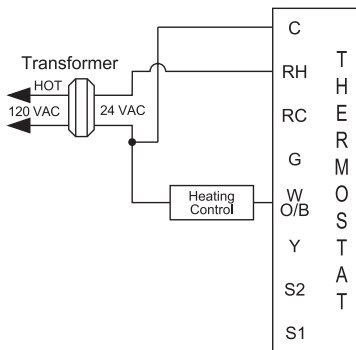 Transformer
HOT
120 VAC
24 VAC
Heating
Control
C
RH
RC
G
W
O/B
Y
S2
S1
THERMOSTAT